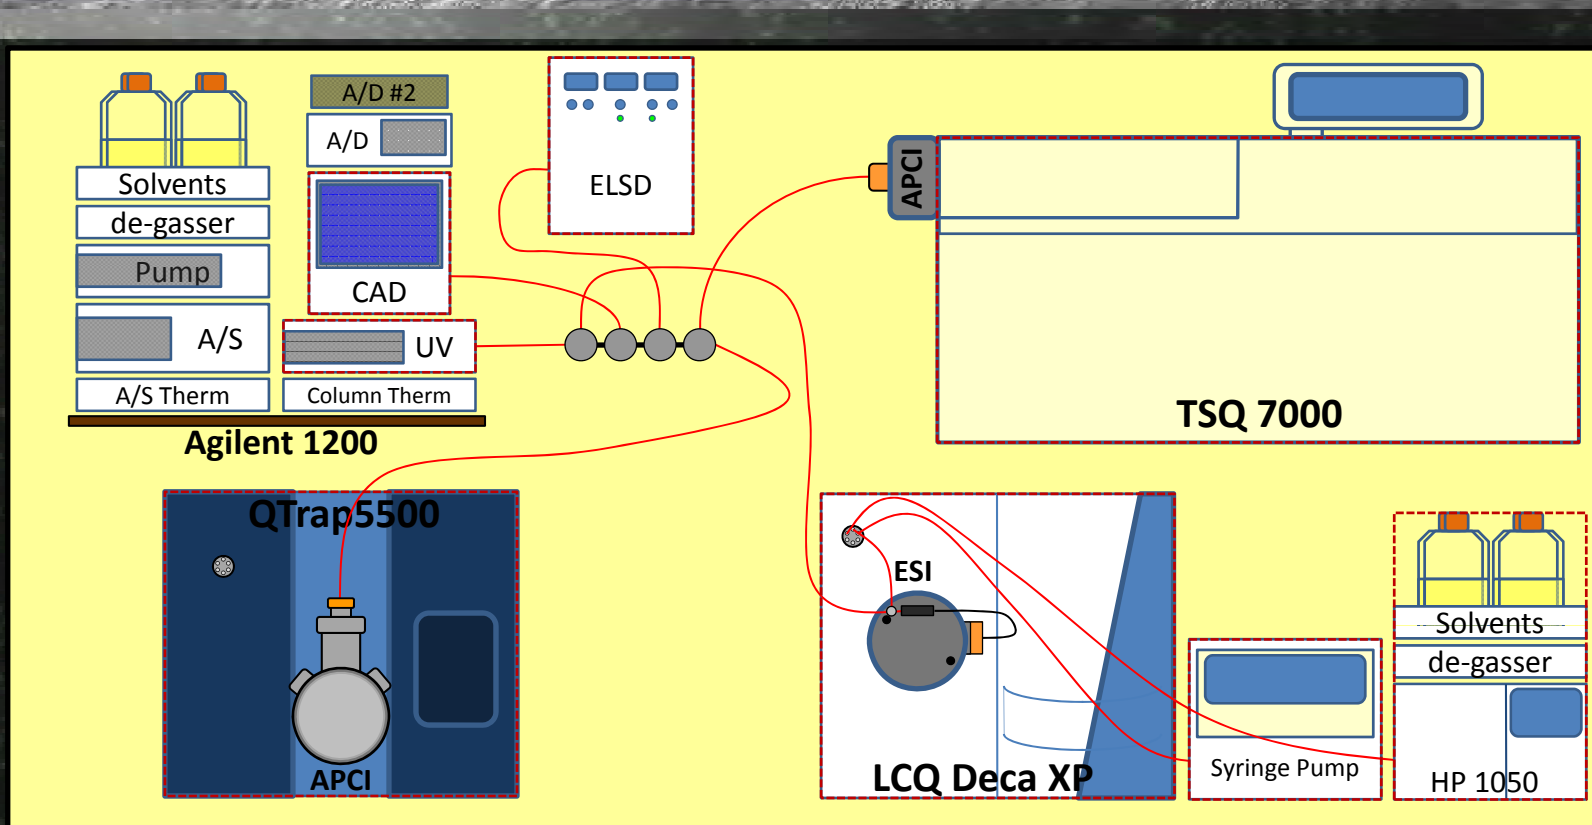 A/D #2
A/D
ELSD
APCI
Solvents
de-gasser
Pump
CAD
A/S
UV
A/S Therm
Column Therm
Agilent 1200
TSQ 7000
QTrap5500
APCI
ESI
LCQ Deca XP
Syringe Pump
Solvents
de-gasser
HP 1050